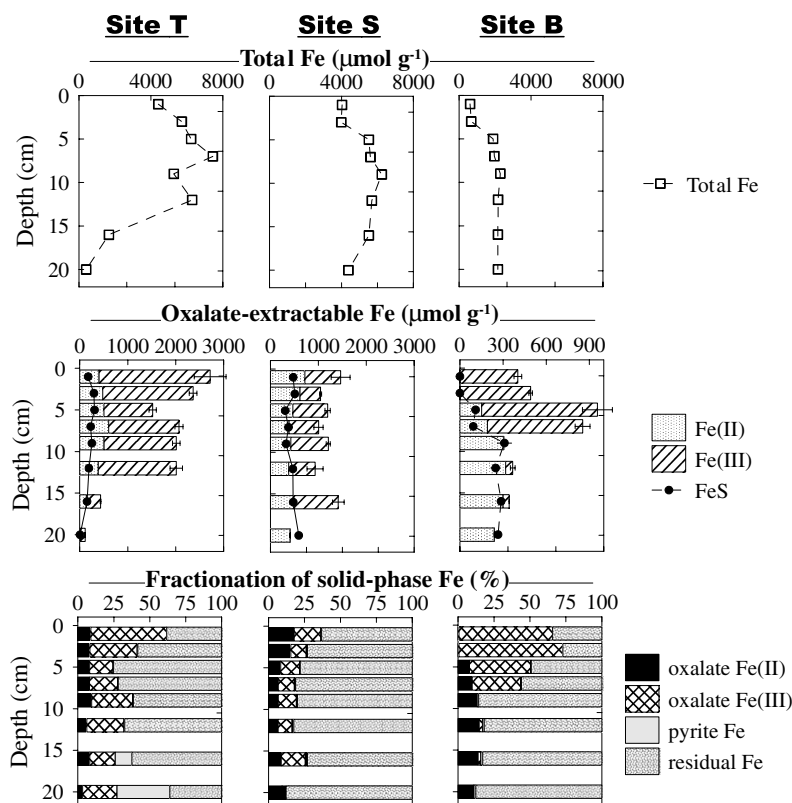 Site T Site S Site B
Total Fe (μmol g-1)
0 4000 8000 0 4000 8000 0 4000 8000
0
5
10
15
20
Depth (cm)
Total Fe
Oxalate-extractable Fe (μmol g-1)
0 1000 2000 3000 0 1000 2000 3000 0 300 600 900
0
5
10
15
20
Depth (cm)
Fe(II)
Fe(III)
FeS
Fractionation of solid-phase Fe (%)
0 25 50 75 100 0 25 50 75 100 0 25 50 75 100
0
5
10
15
20
Depth (cm)
oxalate Fe(II)
oxalate Fe(III)
pyrite Fe
residual Fe